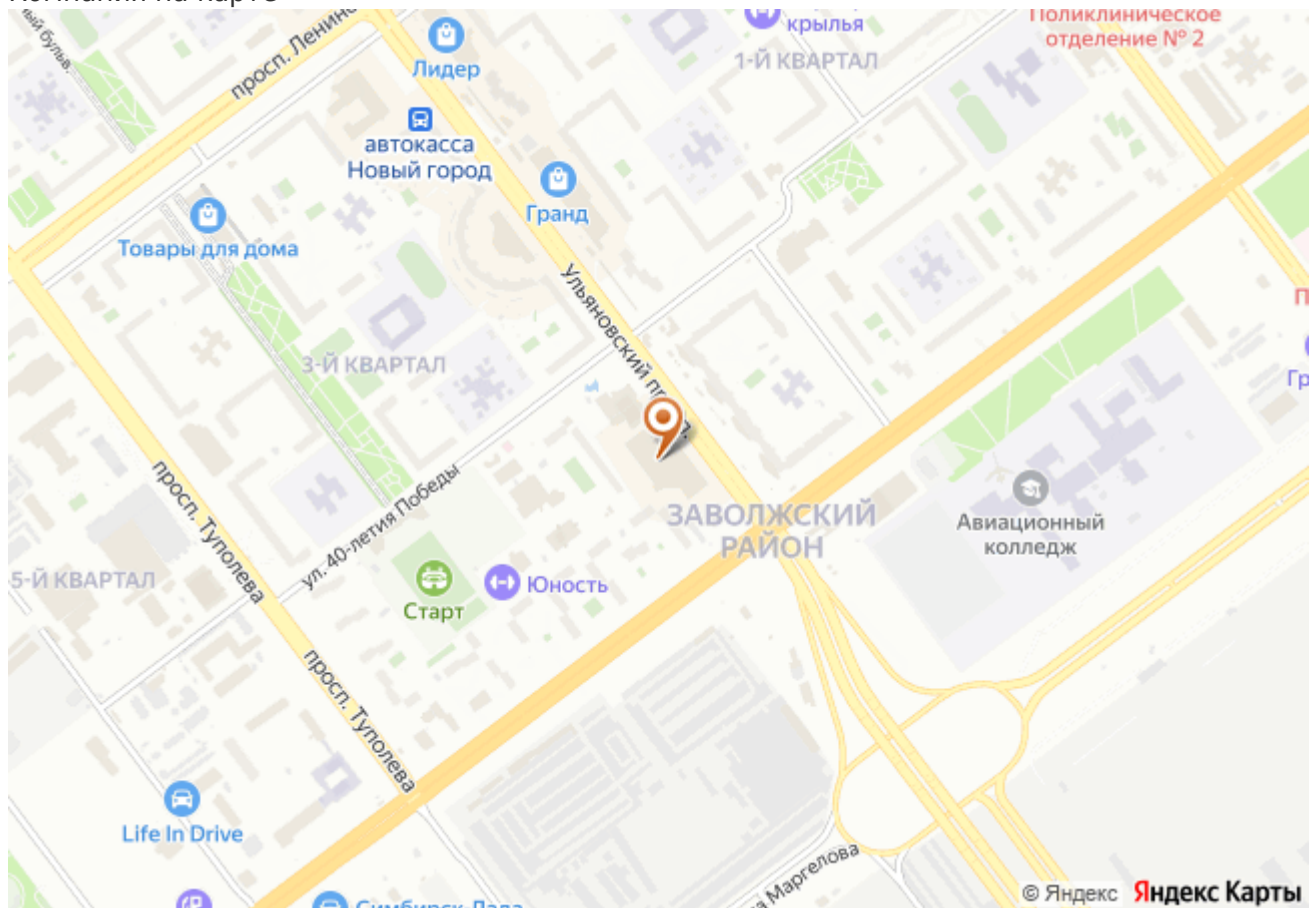 крылья
Поликлиническое
отделение № 2
просп. Ленинс
Лидер
1-Й КВАРТАЛ
автокасса
Новый город
Гранд
Товары для дома
Ульяновский пр
3-Й КВАРТАЛ
Гр
ул. 40-летия Победы
просп. Туполева
ЗАВОЛЖСКИЙ
РАЙОН
Авиационный
колледж
5-Й КВАРТАЛ
Юность
Старт
просп. Туполева
Life In Drive
Маргелова
© Яндекс Яндекс Карты